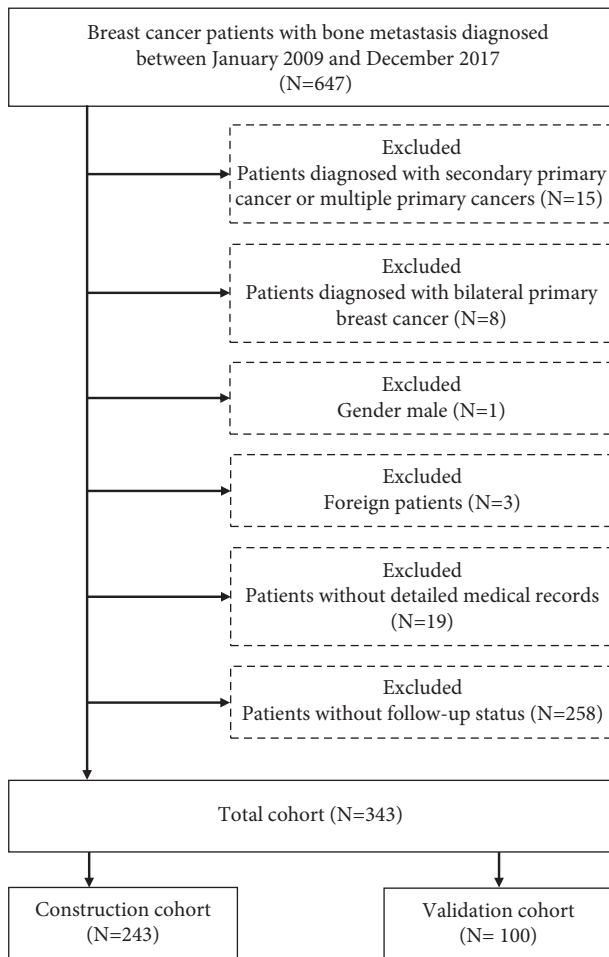 Breast cancer patients with bone metastasis diagnosed
between January 2009 and December 2017
(N=647)
Excluded
Patients diagnosed with secondary primary
cancer or multiple primary cancers (N=15)
Excluded
Patients diagnosed with bilateral primary
breast cancer (N=8)
Excluded
Gender male (N=1)
Excluded
Foreign patients (N=3)
Excluded
Patients without detailed medical records
(N=19)
Excluded
Patients without follow-up status (N=258)
Total cohort (N=343)
Construction cohort
(N=243)
Validation cohort
(N= 100)